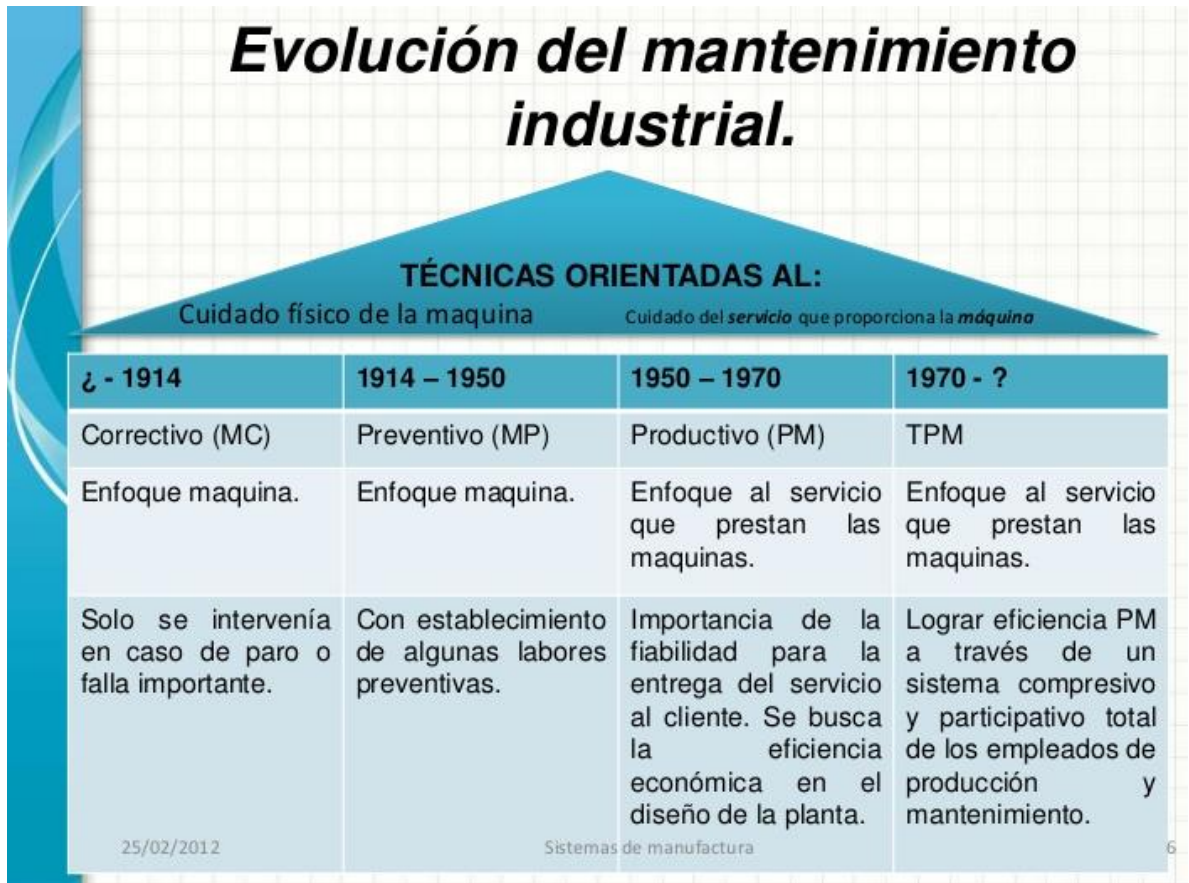 Evolución del mantenimiento
industrial.
TÉCNICAS ORIENTADAS AL:
Cuidado físico de la maquina
Cuidado del servicio que proporciona la máquina
¿ - 1914
1914 – 1950
1950 – 1970
1970 - ?
Correctivo (MC)
Preventivo (MP)
Productivo (PM)
TPM
Enfoque maquina.
Enfoque maquina.
Enfoque al servicio
que prestan las
maquinas.
Enfoque al servicio
que prestan las
maquinas.
Solo se intervenía
en caso de paro o
falla importante.
Con establecimiento
de algunas labores
preventivas.
Importancia de la
fiabilidad para la
entrega del servicio
al cliente. Se busca
la eficiencia
económica en el
diseño de la planta.
Lograr eficiencia PM
a través de un
sistema compresivo
y participativo total
de los empleados de
producción y
mantenimiento.
25/02/2012
Sistemas de manufactura
6